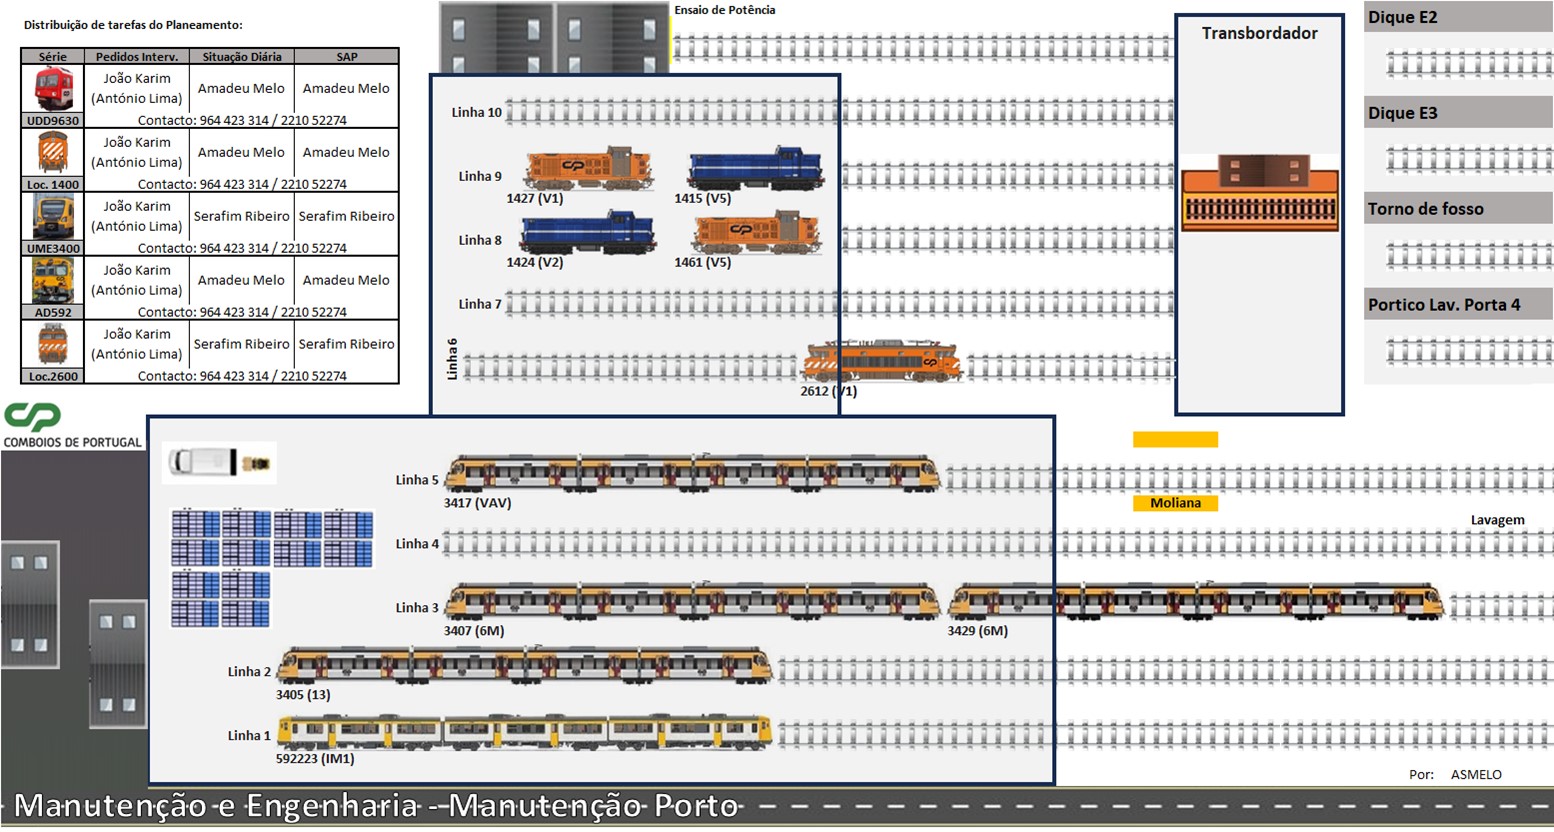 Distribuição de tarefas do Planeamento:
Série Pedidos Interv. Situação Diária SAP
João Karim
(António Lima) Amadeu Melo Amadeu Melo
UDD9630 Contacto: 964 423 314 / 2210 52274
João Karim
(António Lima) Amadeu Melo Amadeu Melo
Loc. 1400 Contacto: 964 423 314 / 2210 52274
João Karim
(António Lima) Serafim Ribeiro Serafim Ribeiro
UME3400 Contacto: 964 423 314 / 2210 52274
João Karim
(António Lima) Amadeu Melo Amadeu Melo
AD592 Contacto: 964 423 314 / 2210 52274
João Karim
(António Lima) Serafim Ribeiro Serafim Ribeiro
Loc.2600 Contacto: 964 423 314 / 2210 52274
CP
COMBOIOS DE PORTUGAL
Ensaio de Potência
Linha 10
Linha 9
1427 (V1) 1415 (V5)
Linha 8
1424 (V2) 1461 (V5)
Linha 7
Linha 6
2612 (V1)
Transbordador
Dique E2
Dique E3
Torno de fosso
Portico Lav. Porta 4
Linha 5
3417 (VAV)
Moliana
Lavagem
Linha 4
Linha 3
3407 (6M) 3429 (6M)
Linha 2
3405 (13)
Linha 1
592223 (IM1)
Por: ASMELO
Manutenção e Engenharia - Manutenção Porto